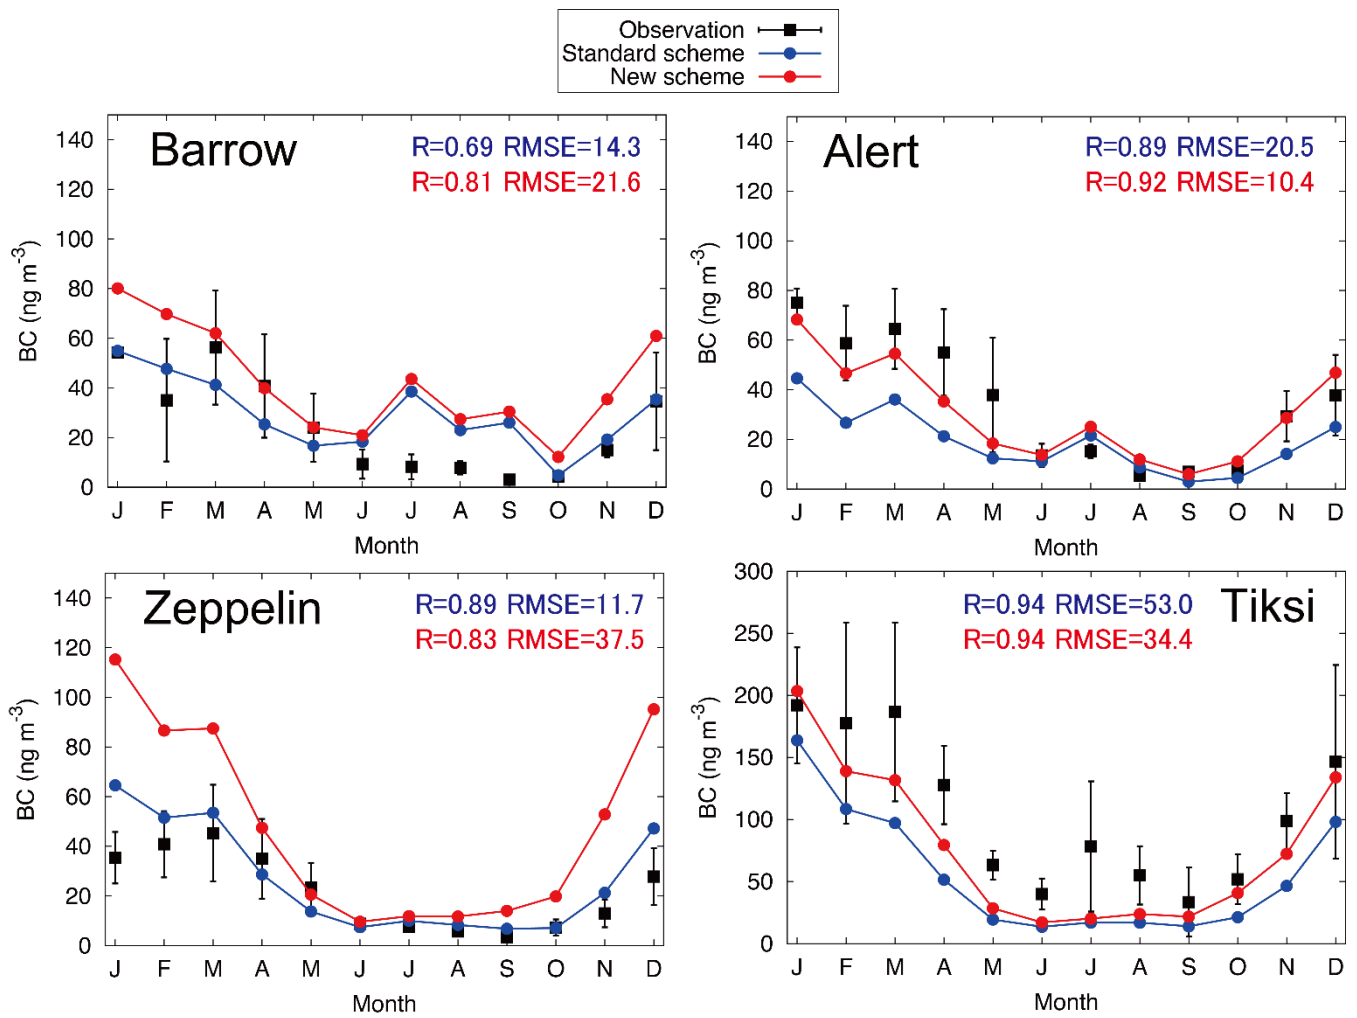 Observation
Standard scheme
New scheme
Barrow
R=0.69 RMSE=14.3
R=0.81 RMSE=21.6
140
120
100
80
60
40
20
0
BC (ng m⁻³)
J F M A M J J A S O N D
Month
Alert
R=0.89 RMSE=20.5
R=0.92 RMSE=10.4
140
120
100
80
60
40
20
0
BC (ng m⁻³)
J F M A M J J A S O N D
Month
Zeppelin
R=0.89 RMSE=11.7
R=0.83 RMSE=37.5
140
120
100
80
60
40
20
0
BC (ng m⁻³)
J F M A M J J A S O N D
Month
Tiksi
R=0.94 RMSE=53.0
R=0.94 RMSE=34.4
300
250
200
150
100
50
0
BC (ng m⁻³)
J F M A M J J A S O N D
Month